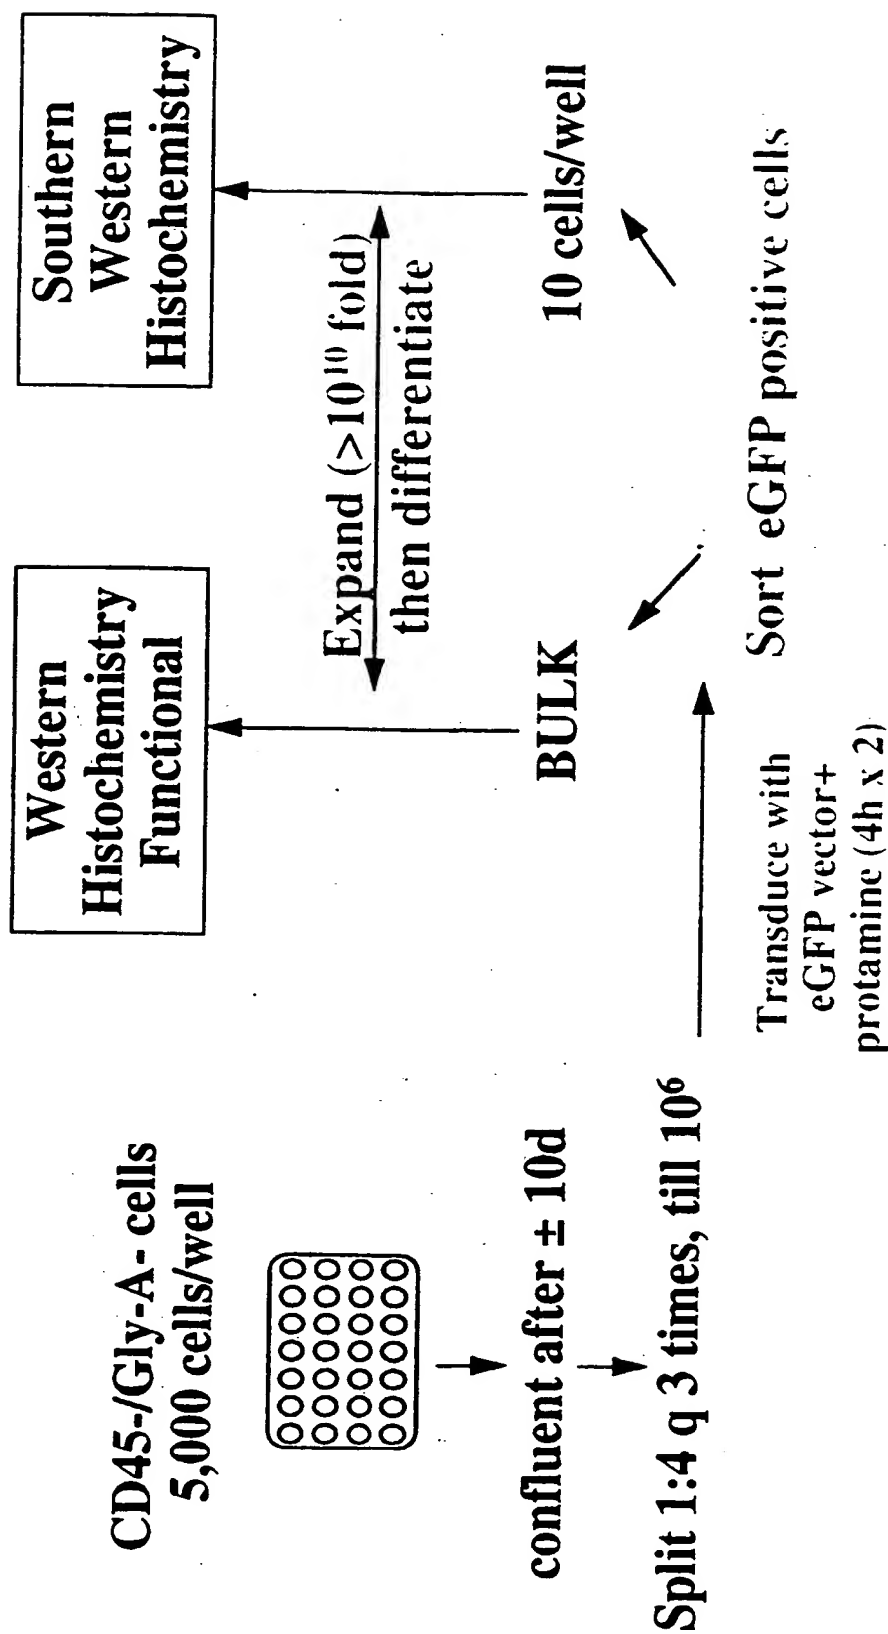 CD45-/Gly-A- cells
5,000 cells/well
confluent after ± 10d
Split 1:4 q 3 times, till 10⁶
Transduce with
eGFP vector+
protamine (4h x 2)
Sort eGFP positive cells
BULK
10 cells/well
Expand (>10¹⁰ fold)
then differentiate
Western
Histochemistry
Functional
Southern
Western
Histochemistry